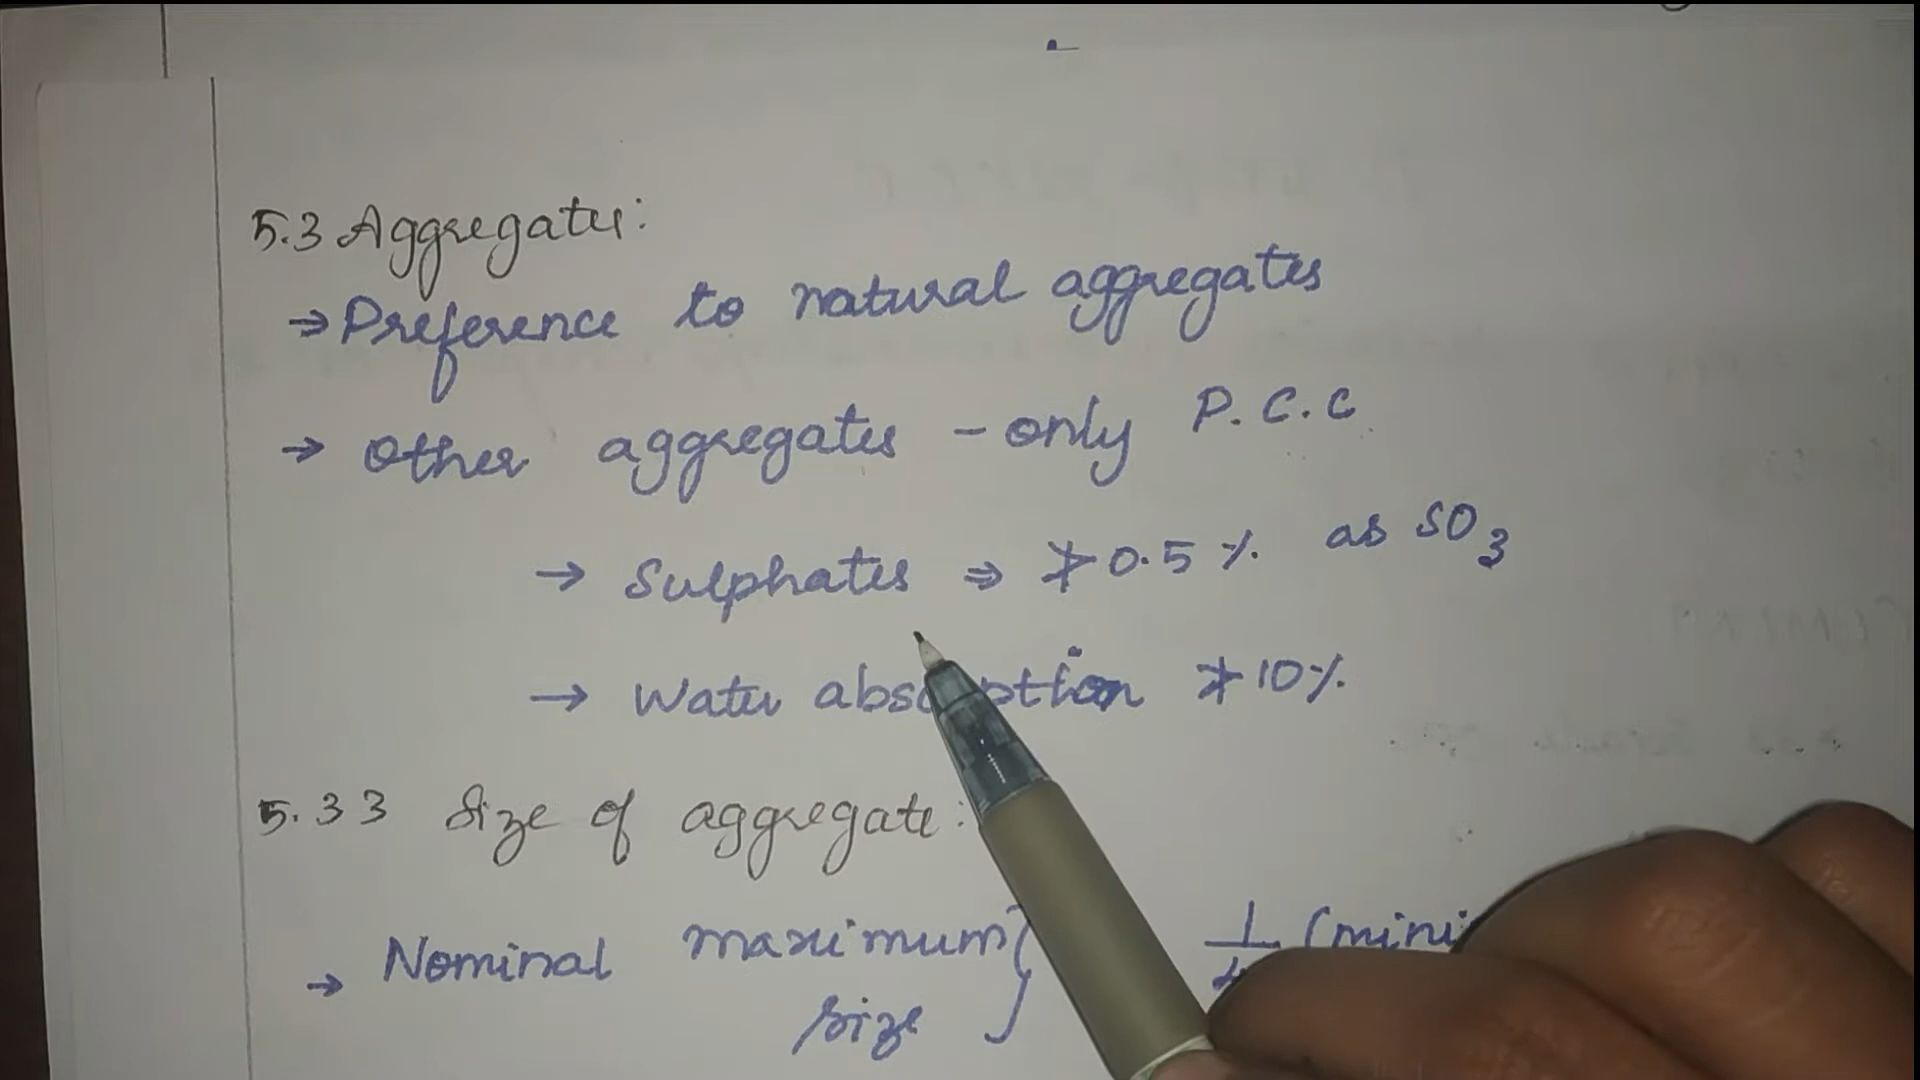 5.3 Aggregates:
→ Preference to natural aggregates
→ Other aggregates - only P.C.C
→ Sulphates ⇒ ≯ 0.5 % as SO3
→ Water absorption ≯ 10%
5.33 Size of aggregate:
→ Nominal maximum
size